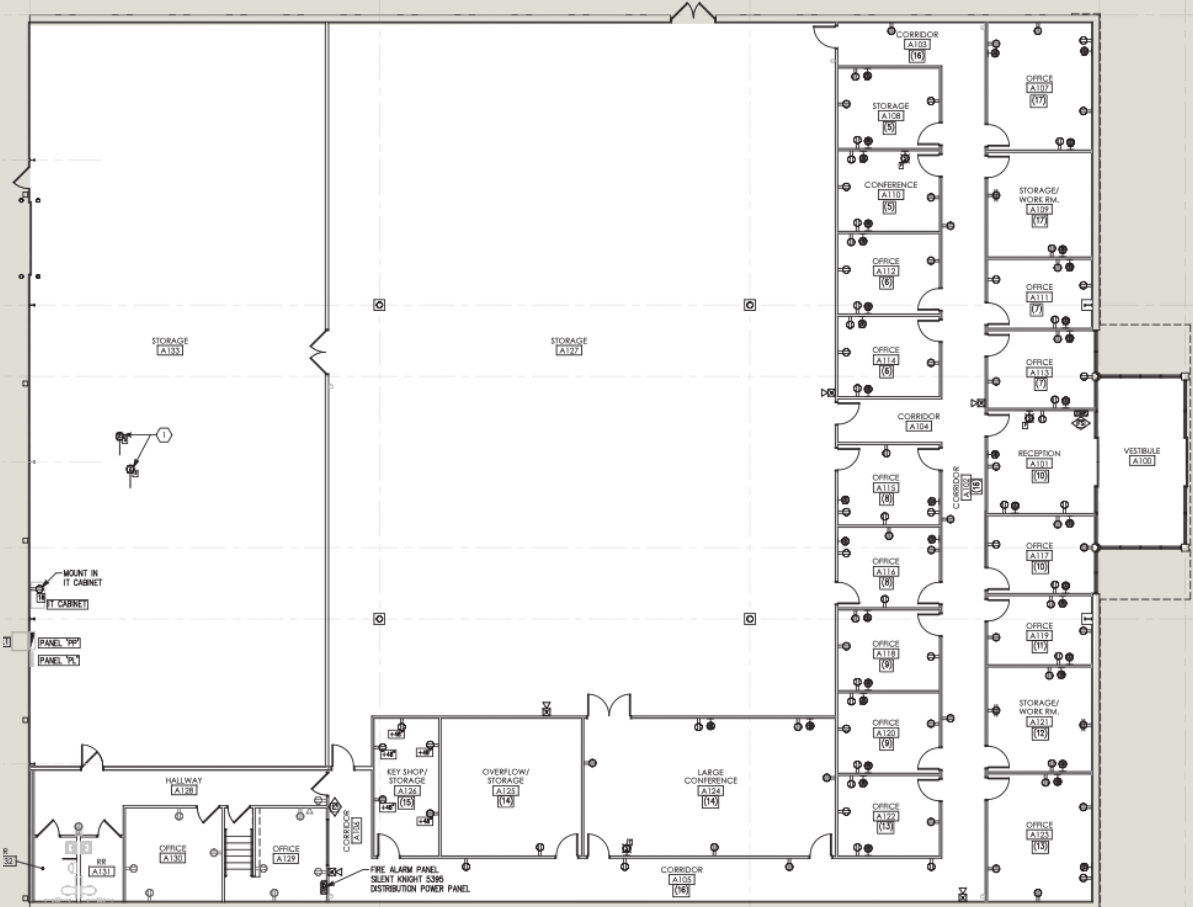 CORRIDOR
A103
(16)
OFFICE
A107
(17)
STORAGE
A108
(5)
CONFERENCE
A110
(5)
STORAGE/
WORK RM.
A109
(17)
OFFICE
A112
(6)
OFFICE
A111
(7)
STORAGE
A133
STORAGE
A127
OFFICE
A114
(6)
OFFICE
A113
(7)
CORRIDOR
A104
1
RECEPTION
A101
(10)
VESTIBULE
A100
OFFICE
A115
(8)
CORRIDOR
A102
(16)
OFFICE
A116
(8)
OFFICE
A117
(10)
MOUNT IN
IT CABINET
IT CABINET
PANEL 'PP'
PANEL 'PL'
OFFICE
A118
(9)
OFFICE
A119
(11)
OFFICE
A120
(9)
STORAGE/
WORK RM.
A121
(12)
HALLWAY
A128
+48"
+48"
KEY SHOP/
STORAGE
A126
(15)
+48"
+48"
OVERFLOW/
STORAGE
A125
(14)
LARGE
CONFERENCE
A124
(14)
OFFICE
A122
(13)
OFFICE
A123
(13)
CORRIDOR
A106
RR
A131
OFFICE
A130
OFFICE
A129
FIRE ALARM PANEL
SILENT KNIGHT 5395
DISTRIBUTION POWER PANEL
CORRIDOR
A105
(16)